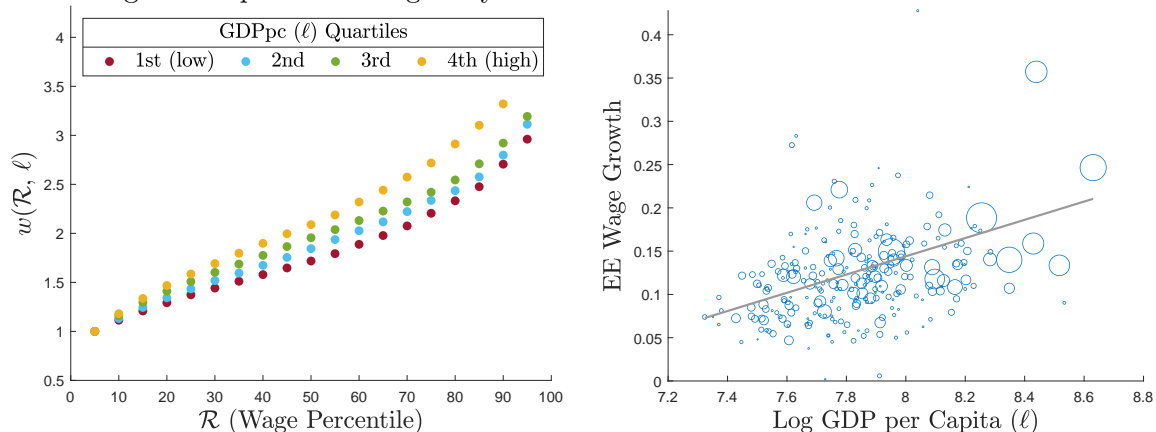 GDPpc (ℓ) Quartiles
1st (low) 2nd 3rd 4th (high)
w(R, ℓ)
4
3.5
3
2.5
2
1.5
1
0.5
0 10 20 30 40 50 60 70 80 90 100
R (Wage Percentile)
EE Wage Growth
0.4
0.35
0.3
0.25
0.2
0.15
0.1
0.05
0
7.2 7.4 7.6 7.8 8 8.2 8.4 8.6 8.8
Log GDP per Capita (ℓ)